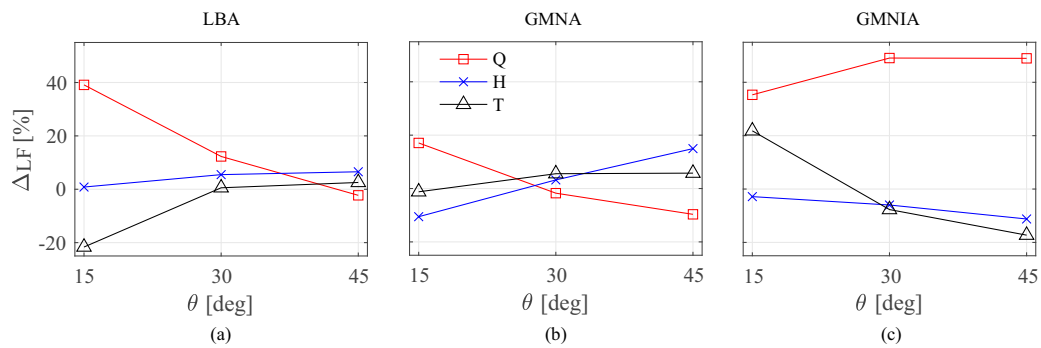 LBA
GMNA
GMNIA
Δ_LF [%]
40
20
0
-20
15
30
45
θ [deg]
(a)
Q
H
T
15
30
45
θ [deg]
(b)
15
30
45
θ [deg]
(c)